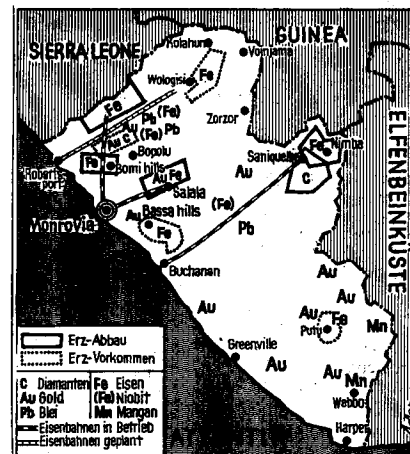 SIERRA LEONE
GUINEA
ELFENBEINKÜSTE
Kolahun
Voinjama
Wologisi
Fe
Zorzor
Fe
Pb (Fe)
Au
Au C (Fe) Pb
Robertsport
Fe
Bopolu
Bomi hills
Au Fe
Salala
Monrovia
Au
Bassa hills
Fe
Saniquelle
Fe
Nimba
C
Au
(Fe)
Pb
Buchanan
Au
Au
Au
Au Fe
Putu
Mn
Greenville
Au
Au
Mn
Webbo
Harper
Erz-Abbau
Erz-Vorkommen
C Diamanten Fe Eisen
Au Gold (Fe) Niobit
Pb Blei Mn Mangan
Eisenbahnen in Betrieb
Eisenbahnen geplant